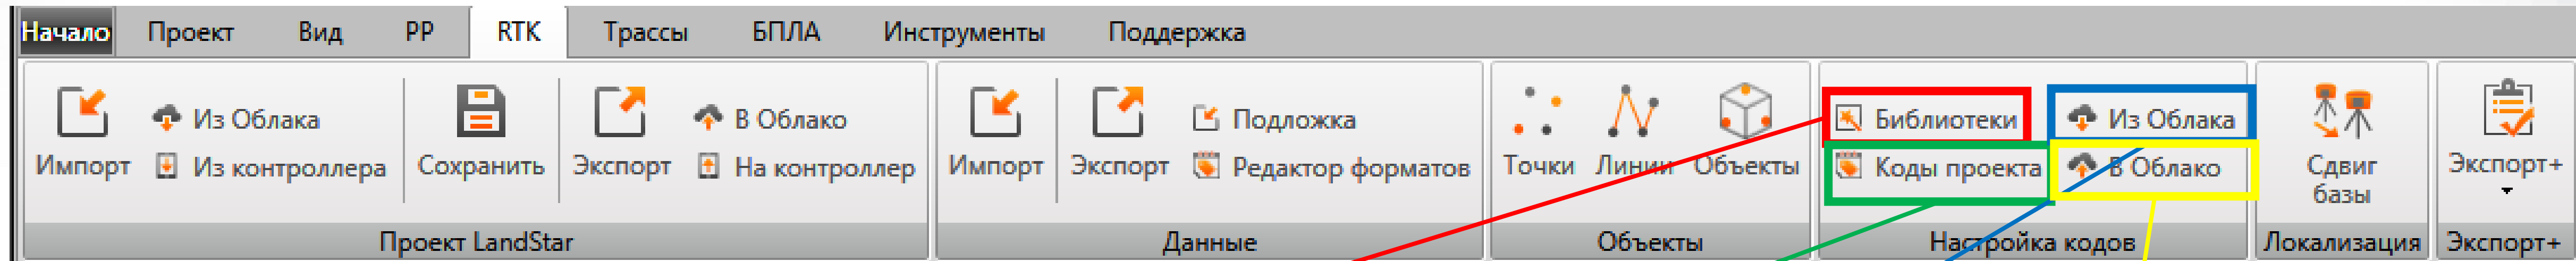 Начало Проект Вид PP RTK Трассы БПЛА Инструменты Поддержка
Из Облака В Облако Подложка Библиотеки Из Облака
Импорт Из контроллера Сохранить Экспорт На контроллер Импорт Экспорт Редактор форматов Точки Линии Объекты Коды проекта В Облако Сдвиг Экспорт+
базы
Проект LandStar Данные Объекты Настройка кодов Локализация Экспорт+